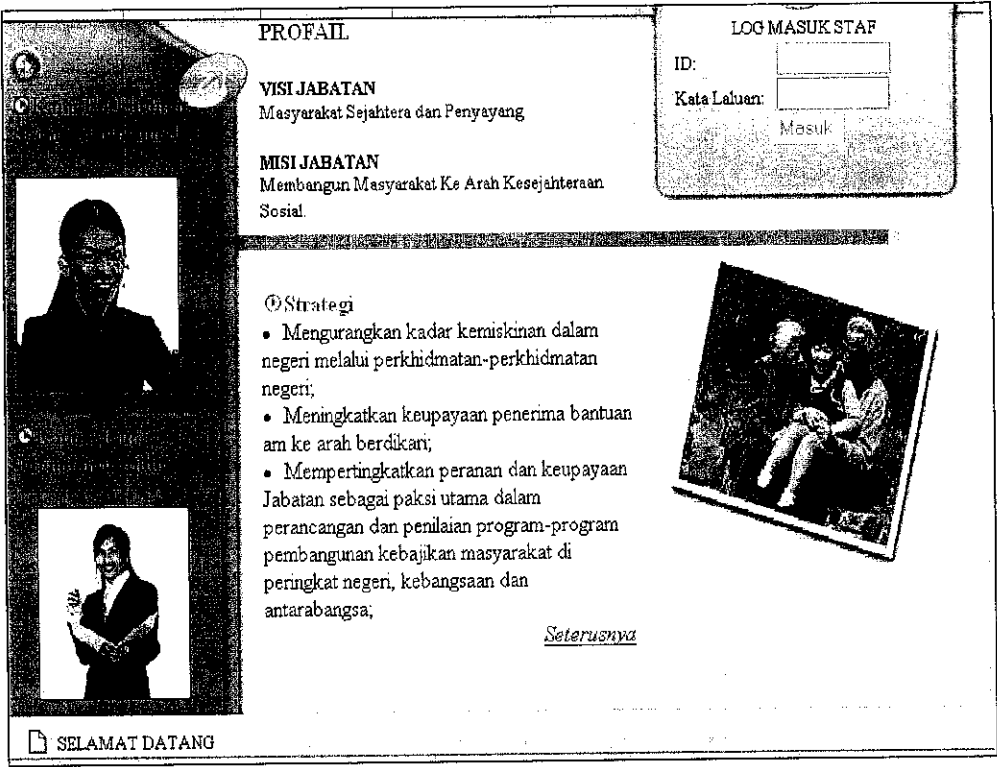 PROFAIL
VISI JABATAN
Masyarakat Sejahtera dan Penyayang
MISI JABATAN
Membangun Masyarakat Ke Arah Kesejahteraan
Sosial.
LOG MASUK STAF
ID:
Kata Laluan:
Masuk
Strategi
• Mengurangkan kadar kemiskinan dalam
negeri melalui perkhidmatan-perkhidmatan
negeri;
• Meningkatkan keupayaan penerima bantuan
am ke arah berdikari;
• Mempertingkatkan peranan dan keupayaan
Jabatan sebagai paksi utama dalam
perancangan dan penilaian program-program
pembangunan kebajikan masyarakat di
peringkat negeri, kebangsaan dan
antarabangsa;
Seterusnya
SELAMAT DATANG